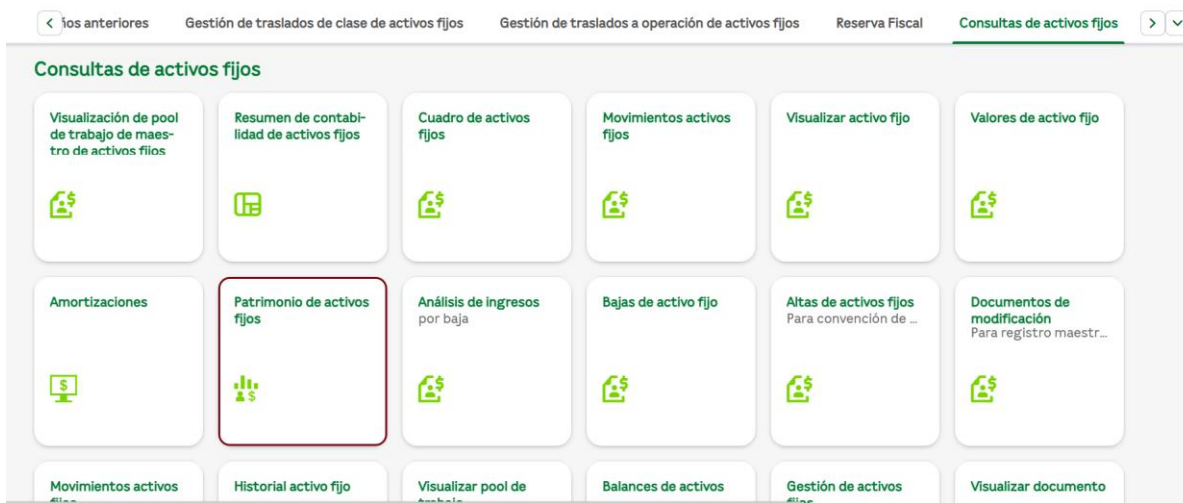 ños anteriores
Gestión de traslados de clase de activos fijos
Gestión de traslados a operación de activos fijos
Reserva Fiscal
Consultas de activos fijos
Consultas de activos fijos
Visualización de pool
de trabajo de maes-
tro de activos fijos
Resumen de contabi-
lidad de activos fijos
Cuadro de activos
fijos
Movimientos activos
fijos
Visualizar activo fijo
Valores de activo fijo
Amortizaciones
Patrimonio de activos
fijos
Análisis de ingresos
por baja
Bajas de activo fijo
Altas de activos fijos
Para convención de ...
Documentos de
modificación
Para registro maestr...
Movimientos activos
fijos
Historial activo fijo
Visualizar pool de
trabajo
Balances de activos
Gestión de activos
fijos
Visualizar documento